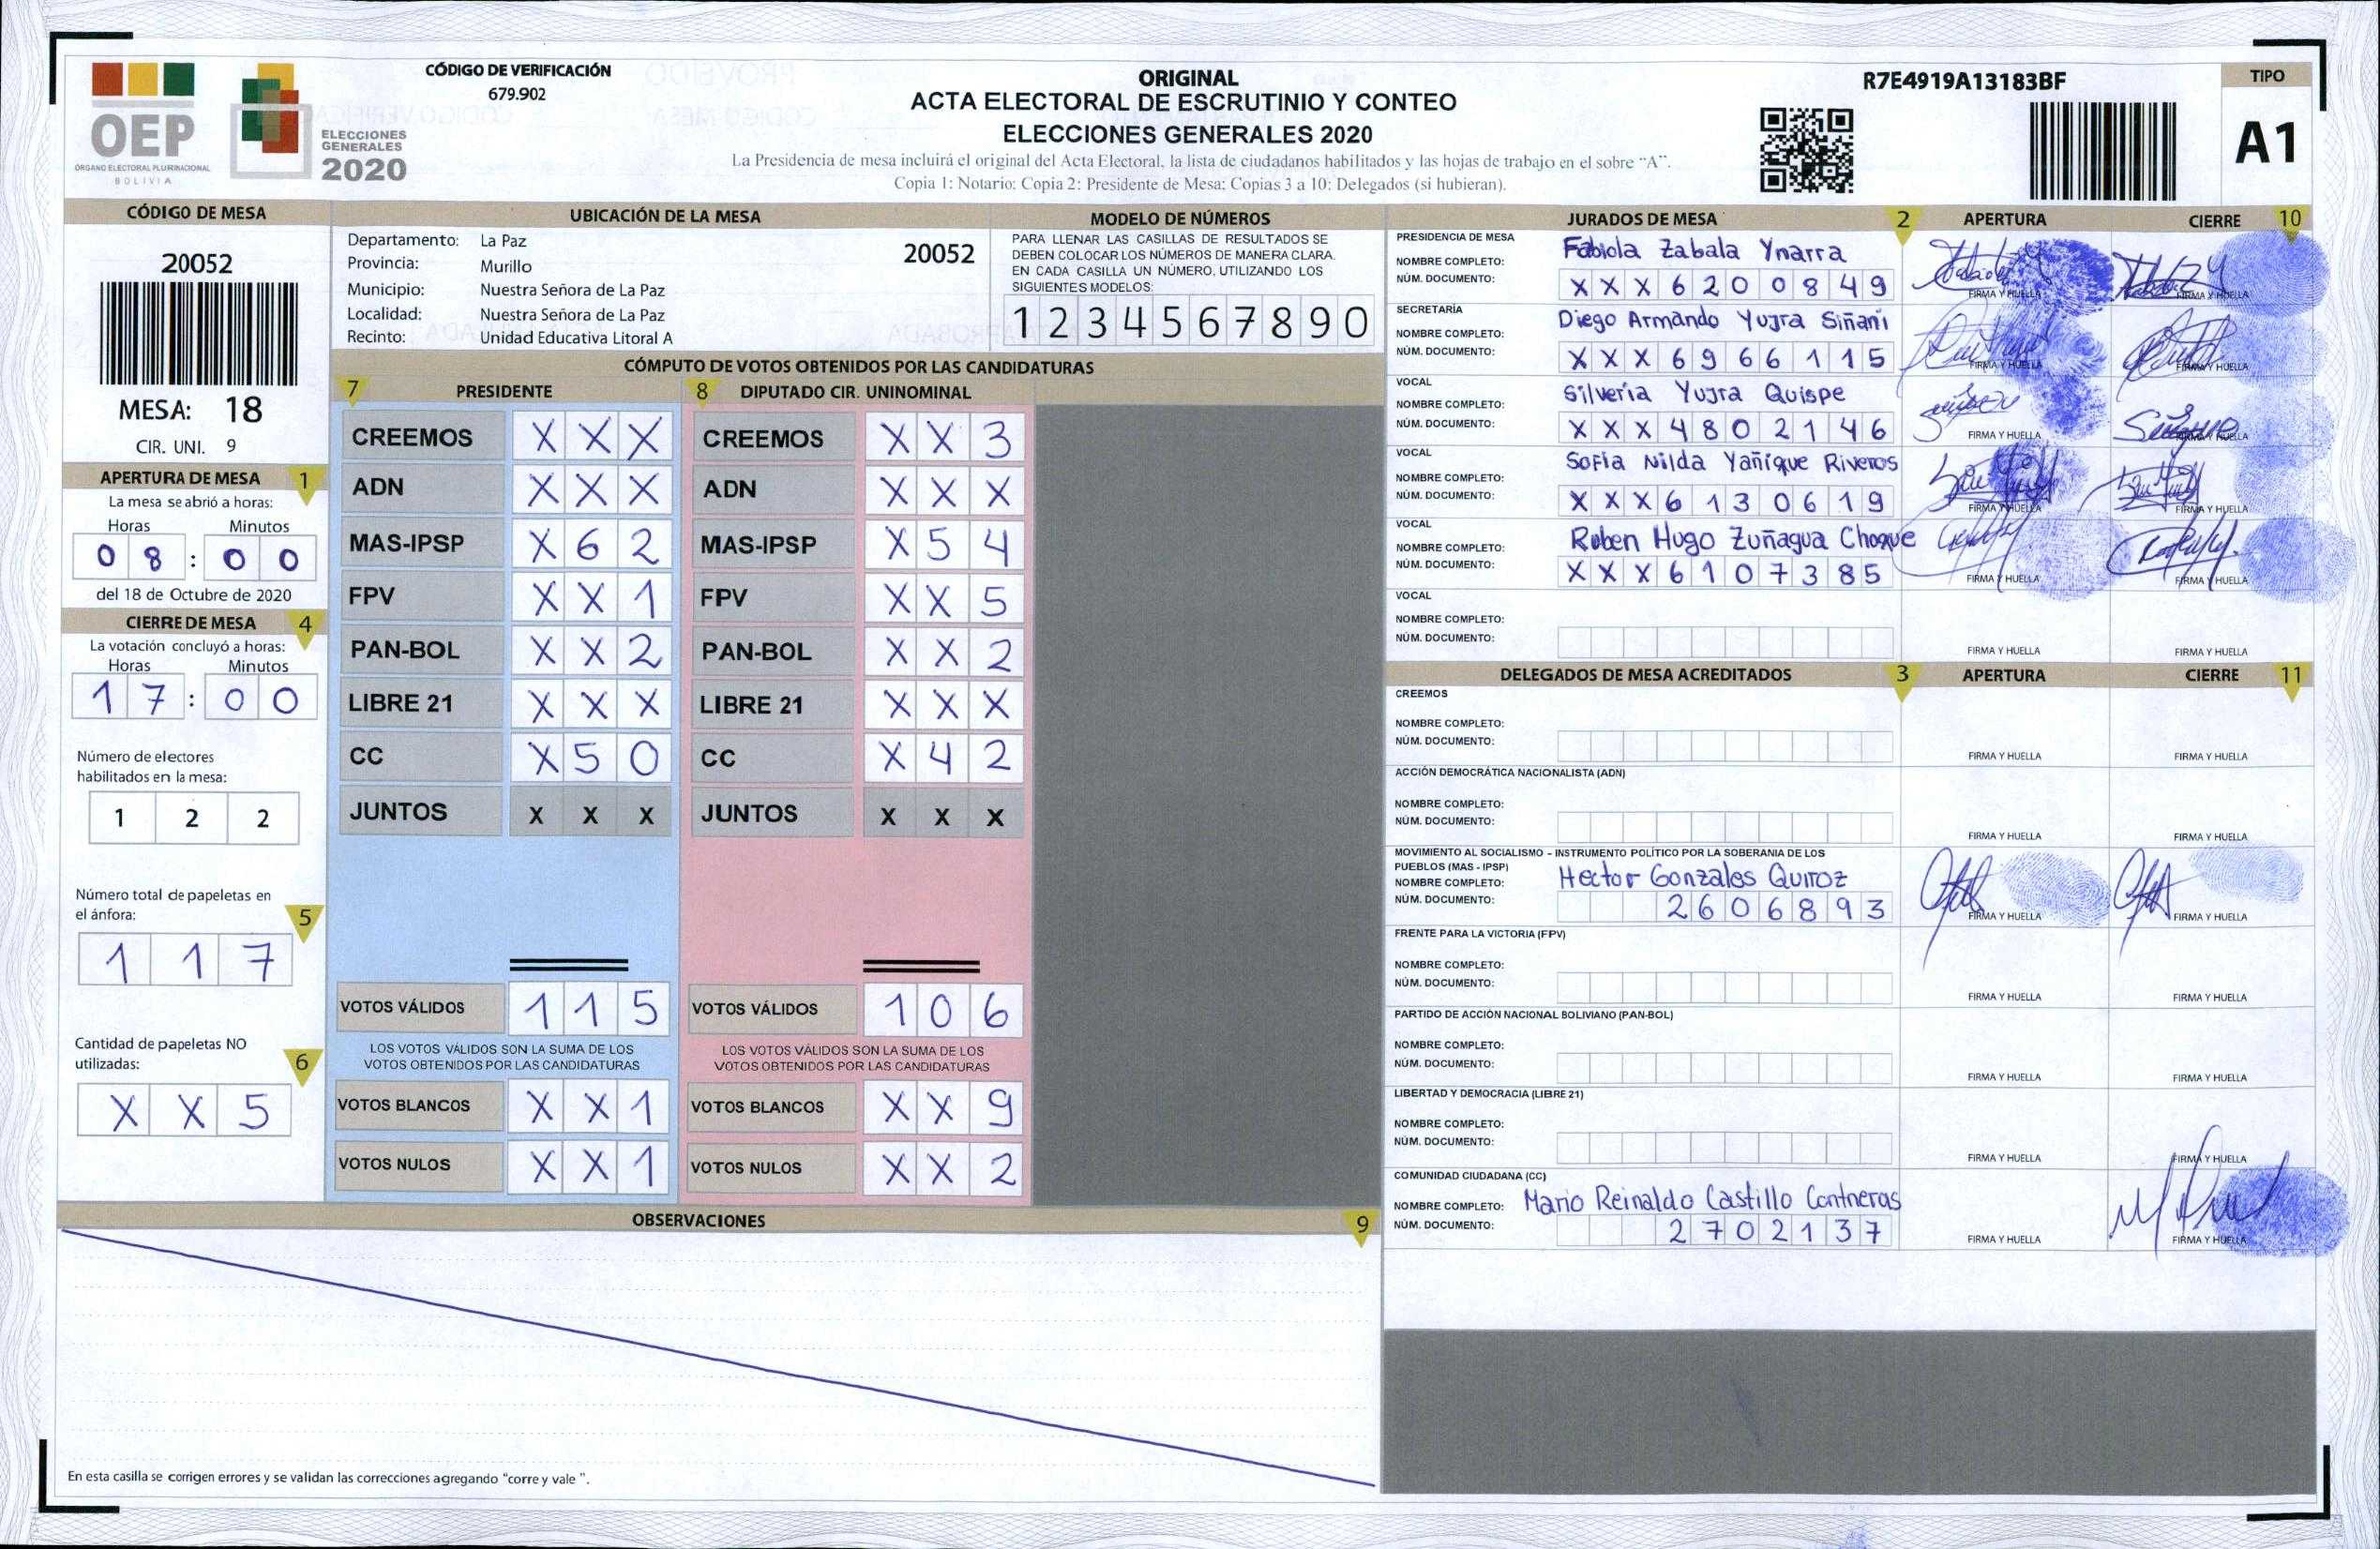 OEP
ÓRGANO ELECTORAL PLURINACIONAL
BOLIVIA
ELECCIONES
GENERALES
2020
CÓDIGO DE VERIFICACIÓN
679.902
ORIGINAL
ACTA ELECTORAL DE ESCRUTINIO Y CONTEO
ELECCIONES GENERALES 2020
La Presidencia de mesa incluirá el original del Acta Electoral, la lista de ciudadanos habilitados y las hojas de trabajo en el sobre "A".
Copia 1: Notario; Copia 2: Presidente de Mesa; Copias 3 a 10: Delegados (si hubieran).
R7E4919A13183BF
TIPO
A1
CÓDIGO DE MESA
20052
MESA: 18
CIR. UNI. 9
APERTURA DE MESA 1
La mesa se abrió a horas:
Horas Minutos
0 8 : 0 0
del 18 de Octubre de 2020
CIERRE DE MESA 4
La votación concluyó a horas:
Horas Minutos
1 7 : 0 0
Número de electores
habilitados en la mesa:
1 2 2
Número total de papeletas en
el ánfora: 5
1 1 7
Cantidad de papeletas NO
utilizadas: 6
X X 5
UBICACIÓN DE LA MESA
Departamento: La Paz 20052
Provincia: Murillo
Municipio: Nuestra Señora de La Paz
Localidad: Nuestra Señora de La Paz
Recinto: Unidad Educativa Litoral A
MODELO DE NÚMEROS
PARA LLENAR LAS CASILLAS DE RESULTADOS SE
DEBEN COLOCAR LOS NÚMEROS DE MANERA CLARA.
EN CADA CASILLA UN NÚMERO, UTILIZANDO LOS
SIGUIENTES MODELOS:
1 2 3 4 5 6 7 8 9 0
CÓMPUTO DE VOTOS OBTENIDOS POR LAS CANDIDATURAS
7 PRESIDENTE 8 DIPUTADO CIR. UNINOMINAL
CREEMOS X X X CREEMOS X X 3
ADN X X X ADN X X X
MAS-IPSP X 6 2 MAS-IPSP X 5 4
FPV X X 1 FPV X X 5
PAN-BOL X X 2 PAN-BOL X X 2
LIBRE 21 X X X LIBRE 21 X X X
CC X 5 0 CC X 4 2
JUNTOS X X X JUNTOS X X X
VOTOS VÁLIDOS 1 1 5 VOTOS VÁLIDOS 1 0 6
LOS VOTOS VÁLIDOS SON LA SUMA DE LOS LOS VOTOS VÁLIDOS SON LA SUMA DE LOS
VOTOS OBTENIDOS POR LAS CANDIDATURAS VOTOS OBTENIDOS POR LAS CANDIDATURAS
VOTOS BLANCOS X X 1 VOTOS BLANCOS X X 9
VOTOS NULOS X X 1 VOTOS NULOS X X 2
OBSERVACIONES 9
En esta casilla se corrigen errores y se validan las correcciones agregando "corre y vale ".
JURADOS DE MESA 2 APERTURA CIERRE 10
PRESIDENCIA DE MESA
NOMBRE COMPLETO: Fabiola Zabala Ynarra
NÚM. DOCUMENTO: X X X 6 2 0 0 8 4 9 FIRMA Y HUELLA FIRMA Y HUELLA
SECRETARÍA
NOMBRE COMPLETO: Diego Armando Yujra Siñani
NÚM. DOCUMENTO: X X X 6 9 6 6 1 1 5 FIRMA Y HUELLA FIRMA Y HUELLA
VOCAL
NOMBRE COMPLETO: Silveria Yujra Quispe
NÚM. DOCUMENTO: X X X 4 8 0 2 1 4 6 FIRMA Y HUELLA FIRMA Y HUELLA
VOCAL
NOMBRE COMPLETO: Sofia Nilda Yañique Riveros
NÚM. DOCUMENTO: X X X 6 1 3 0 6 1 9 FIRMA Y HUELLA FIRMA Y HUELLA
VOCAL
NOMBRE COMPLETO: Ruben Hugo Zuñagua Choque
NÚM. DOCUMENTO: X X X 6 1 0 7 3 8 5 FIRMA Y HUELLA FIRMA Y HUELLA
VOCAL
NOMBRE COMPLETO:
NÚM. DOCUMENTO: FIRMA Y HUELLA FIRMA Y HUELLA
DELEGADOS DE MESA ACREDITADOS 3 APERTURA CIERRE 11
CREEMOS
NOMBRE COMPLETO:
NÚM. DOCUMENTO: FIRMA Y HUELLA FIRMA Y HUELLA
ACCIÓN DEMOCRÁTICA NACIONALISTA (ADN)
NOMBRE COMPLETO:
NÚM. DOCUMENTO: FIRMA Y HUELLA FIRMA Y HUELLA
MOVIMIENTO AL SOCIALISMO - INSTRUMENTO POLÍTICO POR LA SOBERANIA DE LOS
PUEBLOS (MAS - IPSP)
NOMBRE COMPLETO: Hector Gonzales Quiroz
NÚM. DOCUMENTO: 2 6 0 6 8 9 3 FIRMA Y HUELLA FIRMA Y HUELLA
FRENTE PARA LA VICTORIA (FPV)
NOMBRE COMPLETO:
NÚM. DOCUMENTO: FIRMA Y HUELLA FIRMA Y HUELLA
PARTIDO DE ACCIÓN NACIONAL BOLIVIANO (PAN-BOL)
NOMBRE COMPLETO:
NÚM. DOCUMENTO: FIRMA Y HUELLA FIRMA Y HUELLA
LIBERTAD Y DEMOCRACIA (LIBRE 21)
NOMBRE COMPLETO:
NÚM. DOCUMENTO: FIRMA Y HUELLA FIRMA Y HUELLA
COMUNIDAD CIUDADANA (CC)
NOMBRE COMPLETO: Mario Reinaldo Castillo Contreras
NÚM. DOCUMENTO: 2 7 0 2 1 3 7 FIRMA Y HUELLA FIRMA Y HUELLA